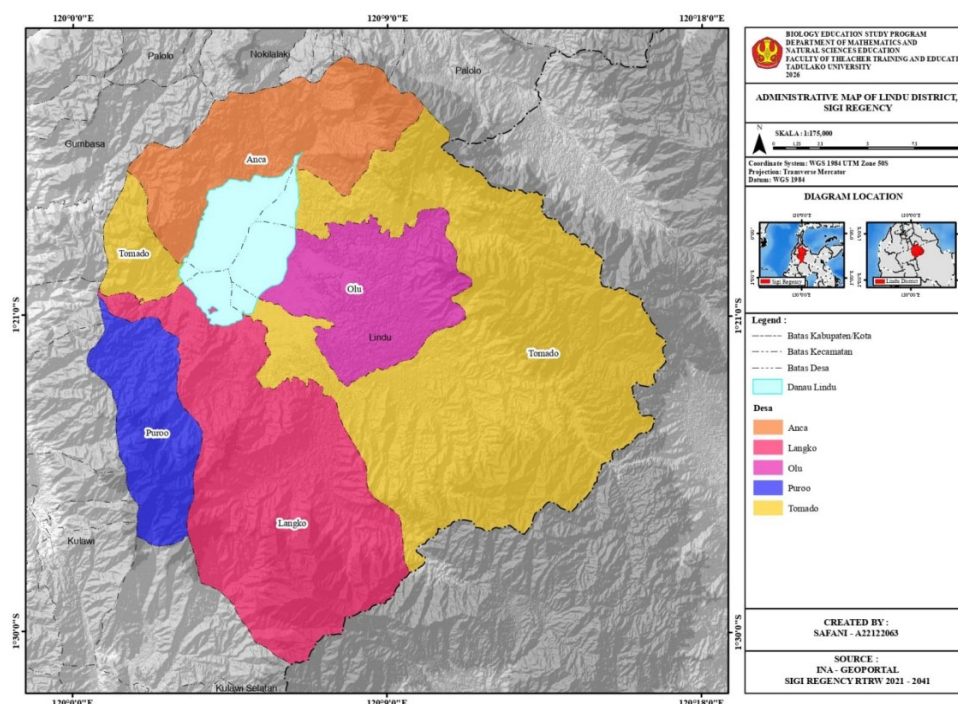 120°0'0"E
120°9'0"E
120°18'0"E
Palolo
Nokilalaki
Palolo
Gumbasa
Anca
Tomado
Olu
1°21'0"S
1°21'0"S
Lindu
Tomado
Puroo
Langko
Kulawi
1°30'0"S
1°30'0"S
Kulawi Selatan
120°0'0"E
120°9'0"E
120°18'0"E
BIOLOGY EDUCATION STUDY PROGRAM
DEPARTMENT OF MATHEMATICS AND
NATURAL SCIENCES EDUCATION
FACULTY OF THEACHER TRAINING AND EDUCATI
TADULAKO UNIVERSITY
2026
ADMINISTRATIVE MAP OF LINDU DISTRICT,
SIGI REGENCY
N
SKALA : 1:175,000
Coordinate System: WGS 1984 UTM Zone 50S
Projection: Transverse Mercator
Datum: WGS 1984
DIAGRAM LOCATION
Sigi Regency
Lindu District
Legend :
Batas Kabupaten/Kota
Batas Kecamatan
Batas Desa
Danau Lindu
Desa
Anca
Langko
Olu
Puroo
Tomado
CREATED BY :
SAFANI - A22122063
SOURCE :
INA - GEOPORTAL
SIGI REGENCY RTRW 2021 - 2041